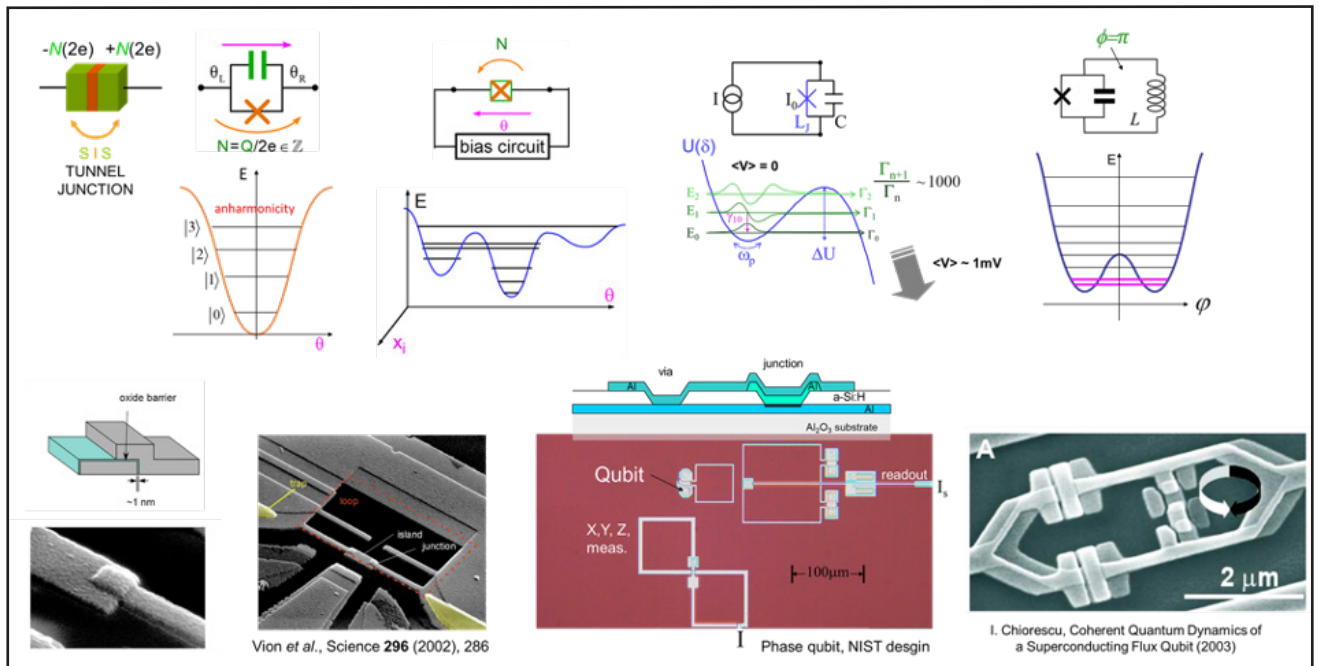 -N(2e) +N(2e)
S I S
TUNNEL
JUNCTION
θL θR
N=Q/2e ∈ ℤ
E
anharmonicity
|3⟩
|2⟩
|1⟩
|0⟩
θ
N
θ
bias circuit
E
θ
Xi
I
I0
LJ
C
U(δ)
<V> = 0
Γn+1
Γn
~1000
E2 Γ2
E1 γ10 Γ1
E0 Γ0
ωp
ΔU
<V> ~ 1mV
ϕ=π
L
E
φ
oxide barrier
~1 nm
trap
loop
island
junction
Vion et al., Science 296 (2002), 286
via
junction
Al Al
a-Si:H
Al
Al2O3 substrate
Qubit
readout
Is
X,Y, Z,
meas.
100μm
I
Phase qubit, NIST desgin
A
2 μm
I. Chiorescu, Coherent Quantum Dynamics of
a Superconducting Flux Qubit (2003)